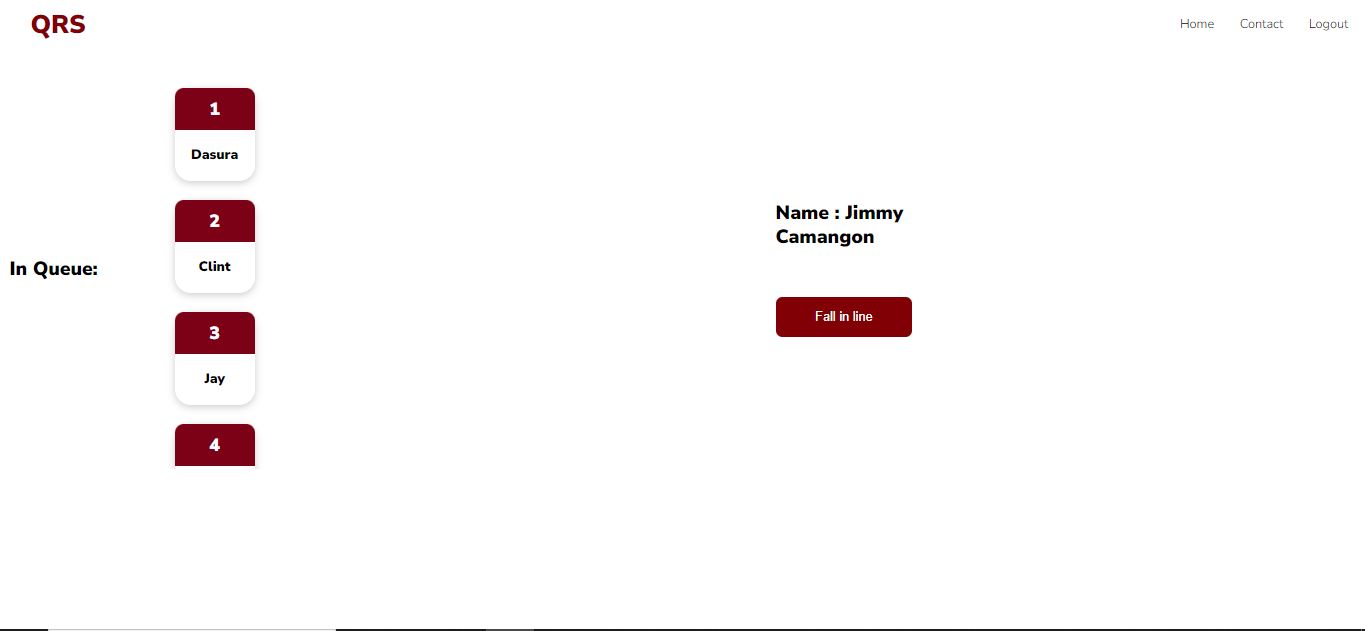 QRS
Home
Contact
Logout
In Queue:
1
Dasura
2
Clint
3
Jay
4
Name : Jimmy
Camangon
Fall in line